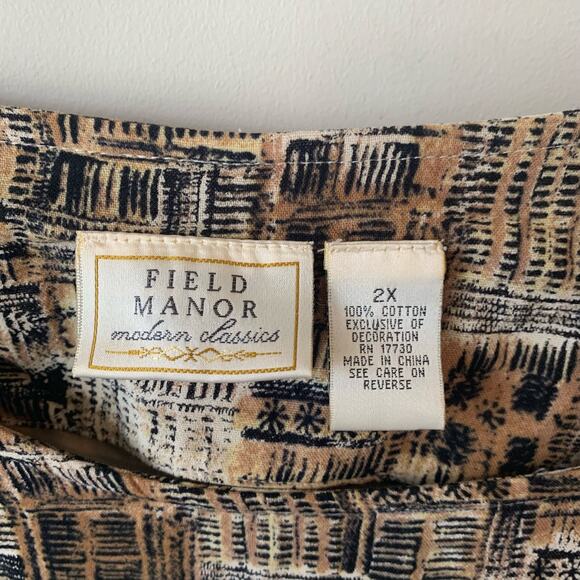 FIELD
MANOR
modern classics
2X
100% COTTON
EXCLUSIVE OF
DECORATION
RN 17730
MADE IN CHINA
SEE CARE ON
REVERSE